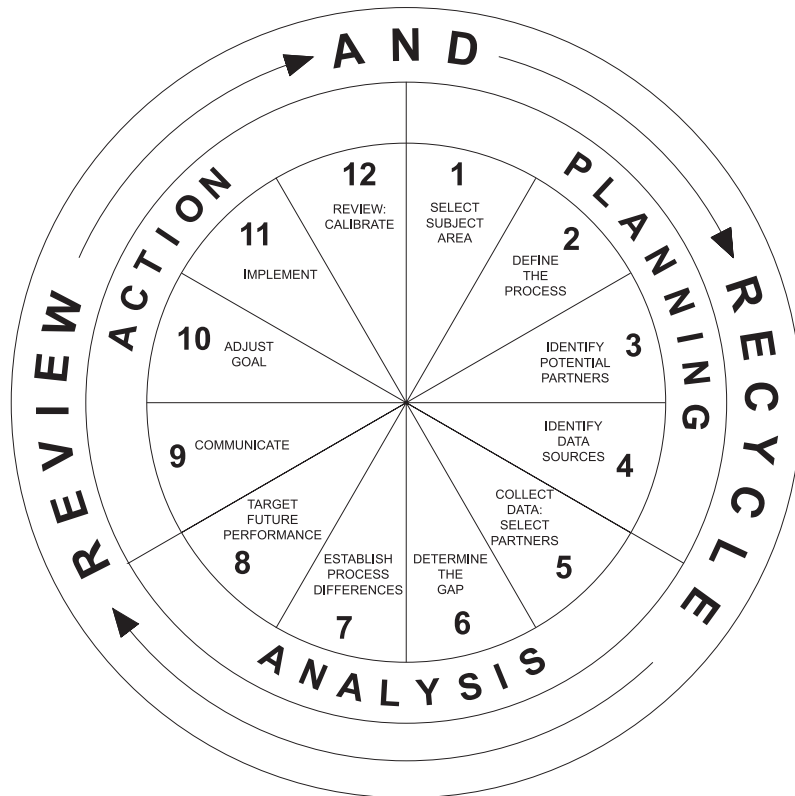 REVIEW
AND
RECYCLE
PLANNING
1
SELECT
SUBJECT
AREA
2
DEFINE
THE
PROCESS
3
IDENTIFY
POTENTIAL
PARTNERS
4
IDENTIFY
DATA
SOURCES
ANALYSIS
5
COLLECT
DATA:
SELECT
PARTNERS
6
DETERMINE
THE
GAP
7
ESTABLISH
PROCESS
DIFFERENCES
8
TARGET
FUTURE
PERFORMANCE
ACTION
9 COMMUNICATE
10 ADJUST
GOAL
11
IMPLEMENT
12
REVIEW:
CALIBRATE